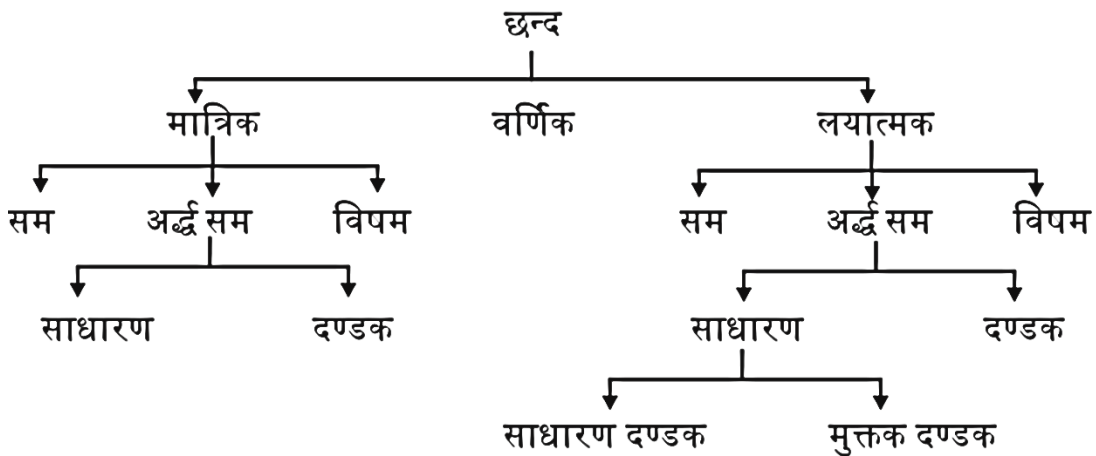 छन्द
मात्रिक वर्णिक लयात्मक
सम अर्द्ध सम विषम सम अर्द्ध सम विषम
साधारण दण्डक साधारण दण्डक
साधारण दण्डक मुक्तक दण्डक